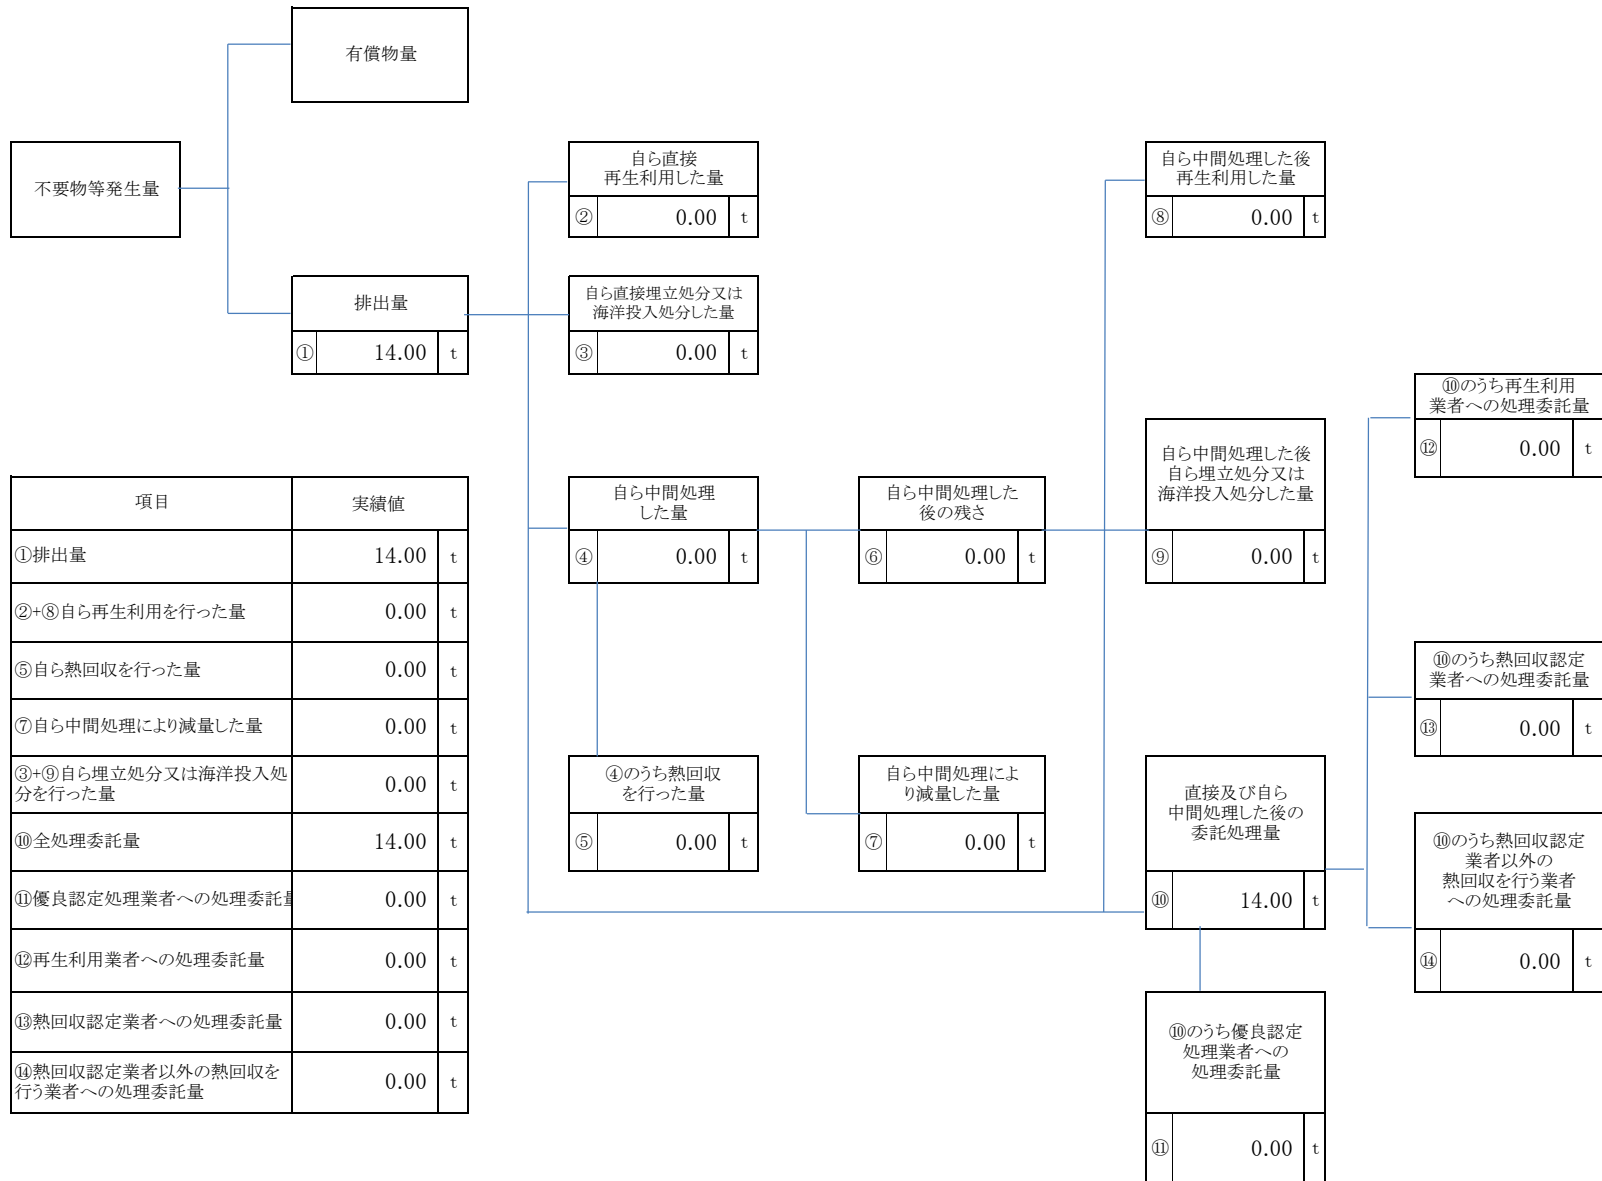 有償物量
不要物等発生量
排出量
①
14.00
t
自ら直接
再生利用した量
②
0.00
t
自ら直接埋立処分又は
海洋投入処分した量
③
0.00
t
自ら中間処理
した量
④
0.00
t
④のうち熱回収
を行った量
⑤
0.00
t
自ら中間処理した
後の残さ
⑥
0.00
t
自ら中間処理によ
り減量した量
⑦
0.00
t
自ら中間処理した後
再生利用した量
⑧
0.00
t
自ら中間処理した後
自ら埋立処分又は
海洋投入処分した量
⑨
0.00
t
直接及び自ら
中間処理した後の
委託処理量
⑩
14.00
t
⑩のうち優良認定
処理業者への
処理委託量
⑪
0.00
t
⑩のうち再生利用
業者への処理委託量
⑫
0.00
t
⑩のうち熱回収認定
業者への処理委託量
⑬
0.00
t
⑩のうち熱回収認定
業者以外の
熱回収を行う業者
への処理委託量
⑭
0.00
t
項目 実績値
①排出量 14.00 t
②+⑧自ら再生利用を行った量 0.00 t
⑤自ら熱回収を行った量 0.00 t
⑦自ら中間処理により減量した量 0.00 t
③+⑨自ら埋立処分又は海洋投入処
分を行った量 0.00 t
⑩全処理委託量 14.00 t
⑪優良認定処理業者への処理委託量 0.00 t
⑫再生利用業者への処理委託量 0.00 t
⑬熱回収認定業者への処理委託量 0.00 t
⑭熱回収認定業者以外の熱回収を
行う業者への処理委託量 0.00 t